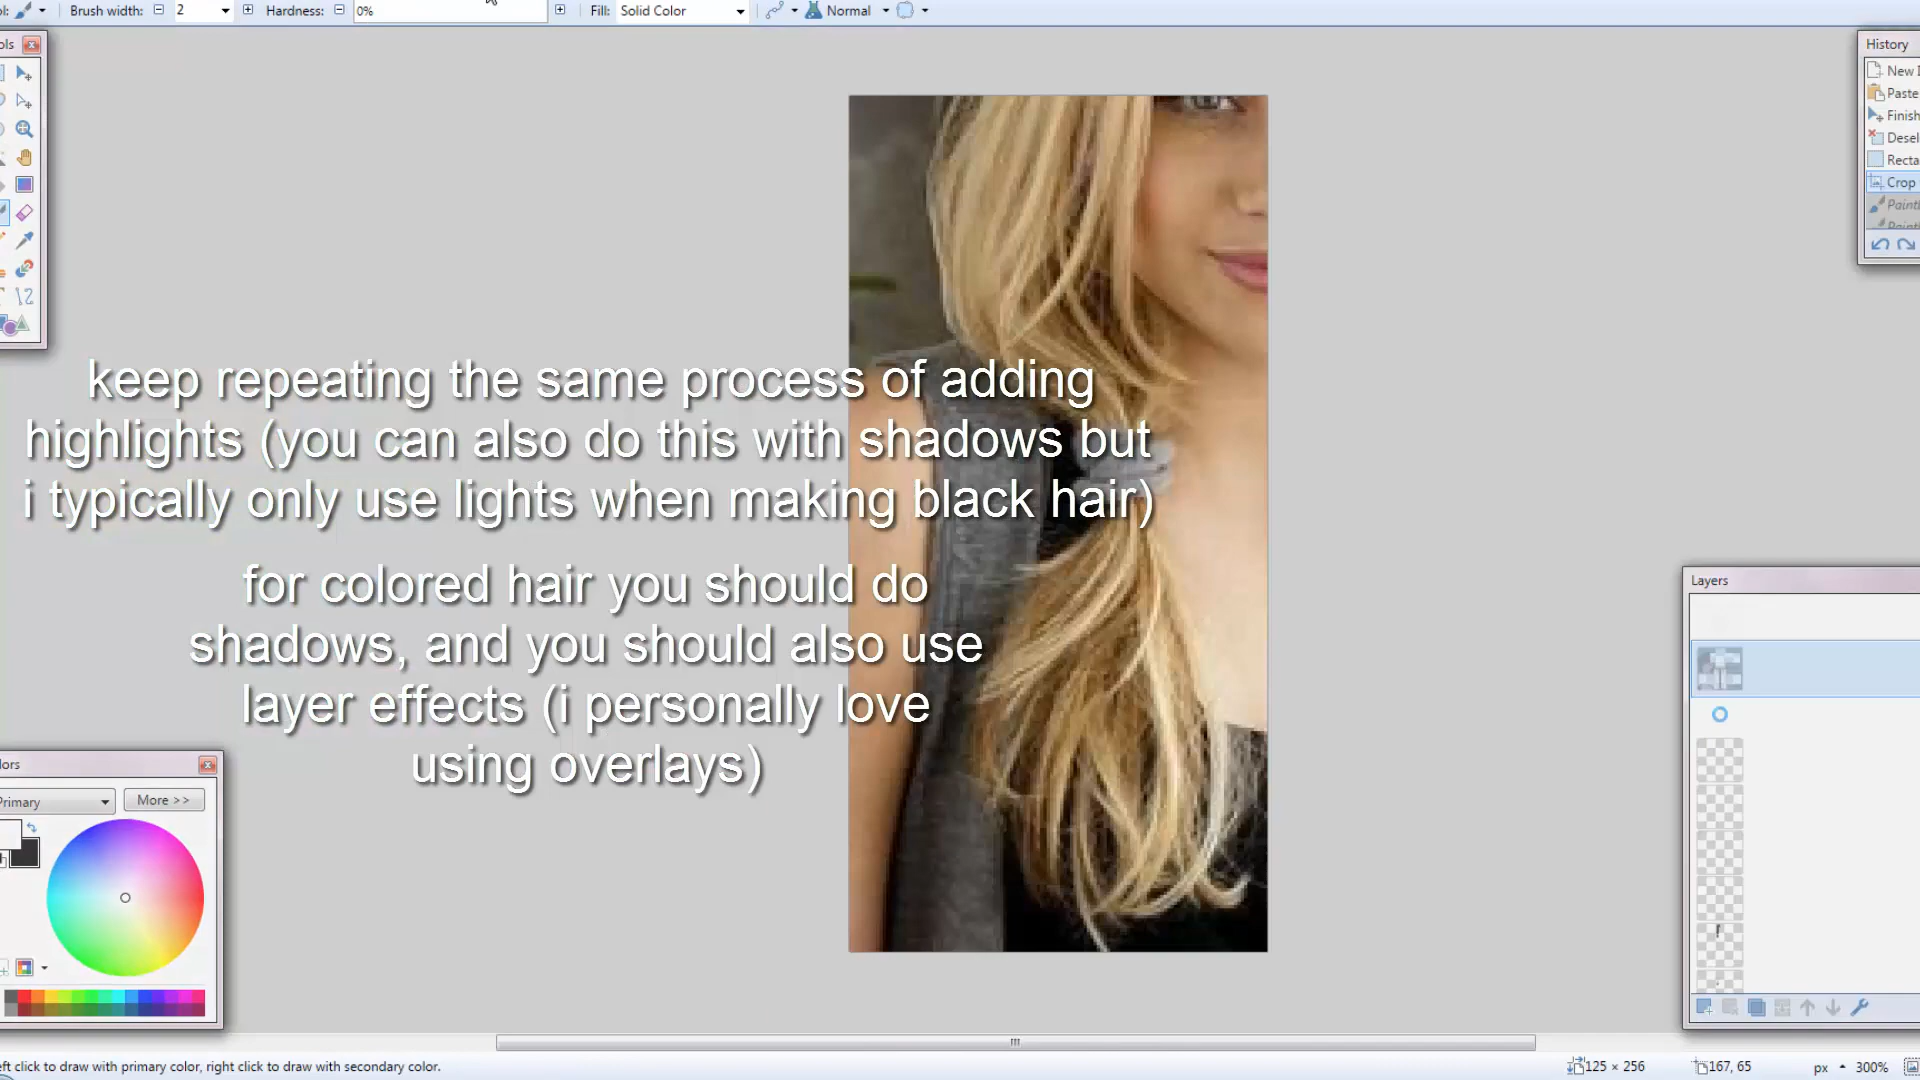 Brush width: 2 Hardness: 0% Fill: Solid Color Normal
ols
History
New
Paste
Finish
Desel
Recta
Crop
Paint
keep repeating the same process of adding
highlights (you can also do this with shadows but
i typically only use lights when making black hair)
for colored hair you should do
shadows, and you should also use
layer effects (i personally love
using overlays)
Layers
ors
Primary More >>
eft click to draw with primary color, right click to draw with secondary color. 125 × 256 167, 65 px 300%